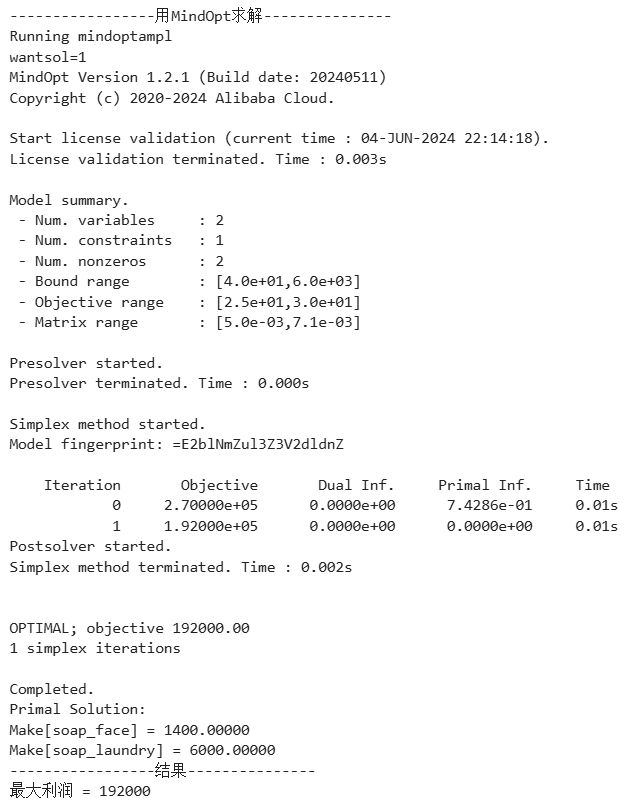 -----------------用MindOpt求解---------------
Running mindoptampl
wantsol=1
MindOpt Version 1.2.1 (Build date: 20240511)
Copyright (c) 2020-2024 Alibaba Cloud.
Start license validation (current time : 04-JUN-2024 22:14:18).
License validation terminated. Time : 0.003s
Model summary.
- Num. variables     : 2
- Num. constraints   : 1
- Num. nonzeros      : 2
- Bound range        : [4.0e+01,6.0e+03]
- Objective range    : [2.5e+01,3.0e+01]
- Matrix range       : [5.0e-03,7.1e-03]
Presolver started.
Presolver terminated. Time : 0.000s
Simplex method started.
Model fingerprint: =E2blNmZul3Z3V2dldnZ
Iteration       Objective       Dual Inf.     Primal Inf.     Time
0     2.70000e+05      0.0000e+00      7.4286e-01     0.01s
1     1.92000e+05      0.0000e+00      0.0000e+00     0.01s
Postsolver started.
Simplex method terminated. Time : 0.002s
OPTIMAL; objective 192000.00
1 simplex iterations
Completed.
Primal Solution:
Make[soap_face] = 1400.00000
Make[soap_laundry] = 6000.00000
-----------------结果---------------
最大利润 = 192000